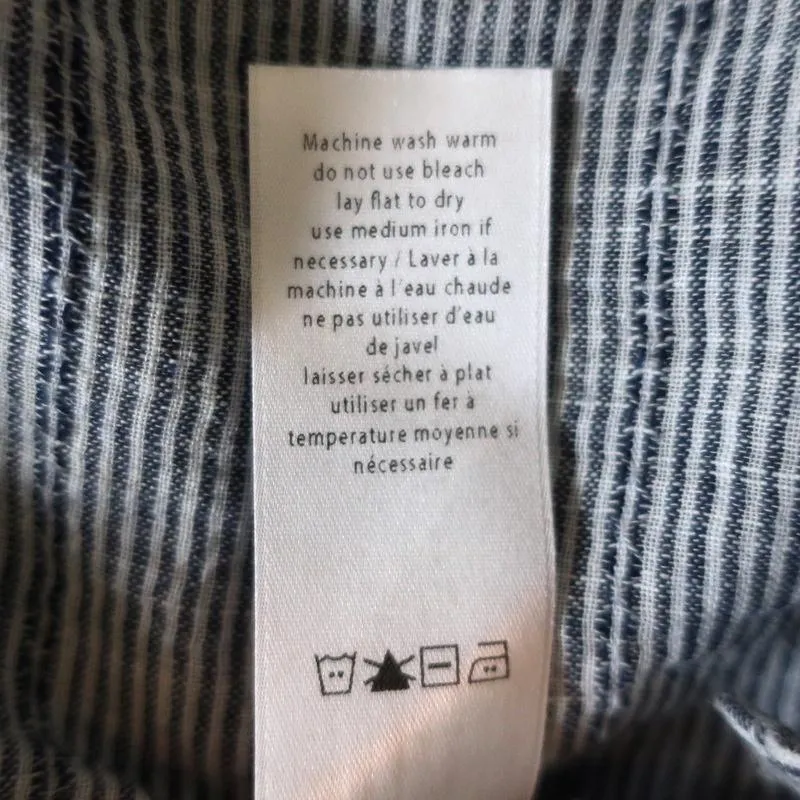 Machine wash warm
do not use bleach
lay flat to dry
use medium iron if
necessary / Laver à la
machine à l'eau chaude
ne pas utiliser d'eau
de javel
laisser sécher à plat
utiliser un fer à
temperature moyenne si
nécessaire